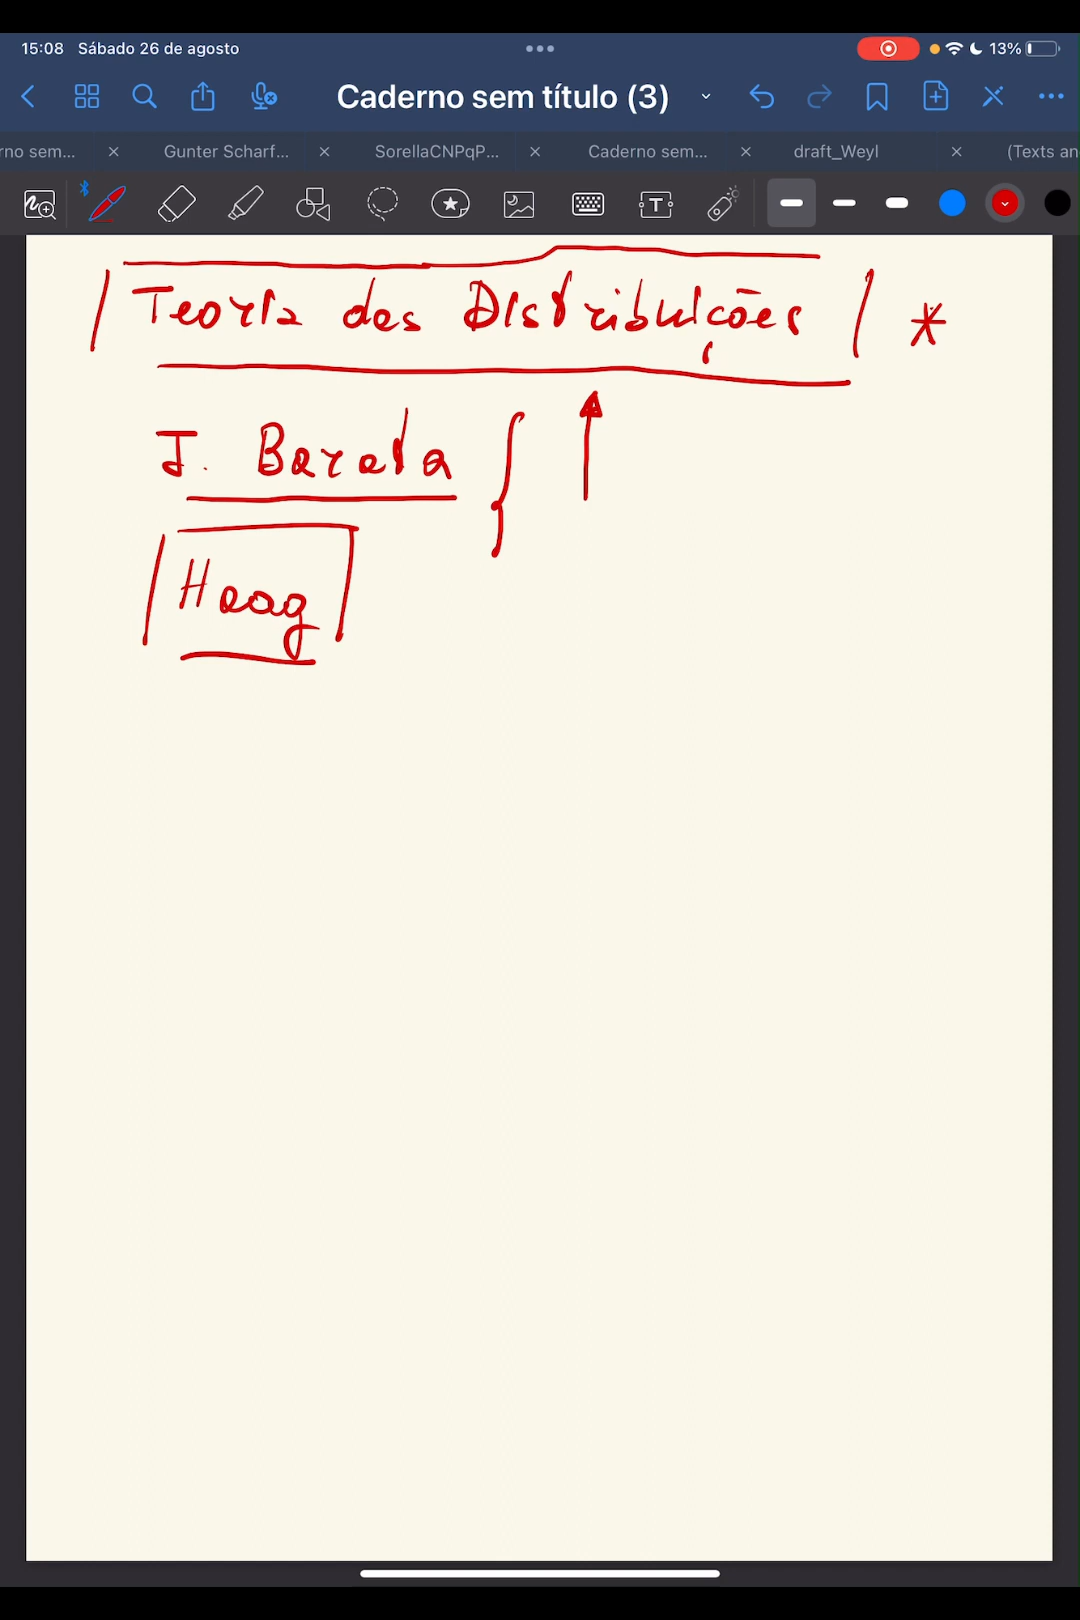 15:08 Sábado 26 de agosto
13%
Caderno sem título (3)
rno sem...
Gunter Scharf...
SorellaCNPqP...
Caderno sem...
draft_Weyl
(Texts an
T
Teoria das Distribuições *
J. Barata
Haag